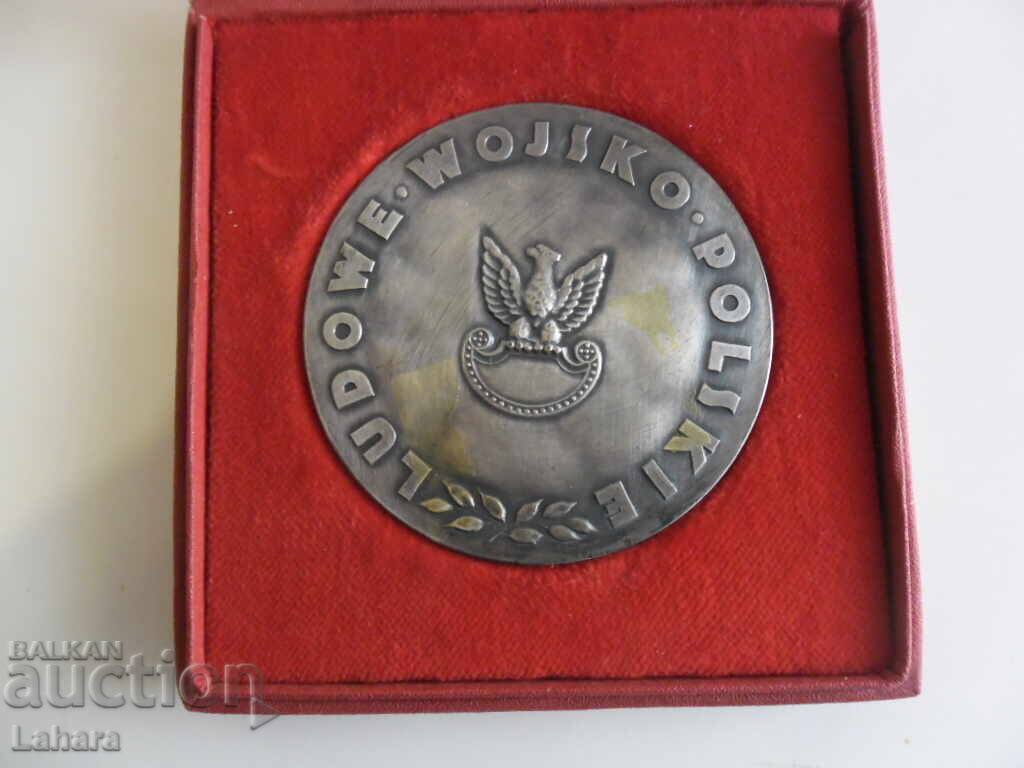 LUDOWE · WOJSKO · POLSKIE
BALKAN
auction
Lahara